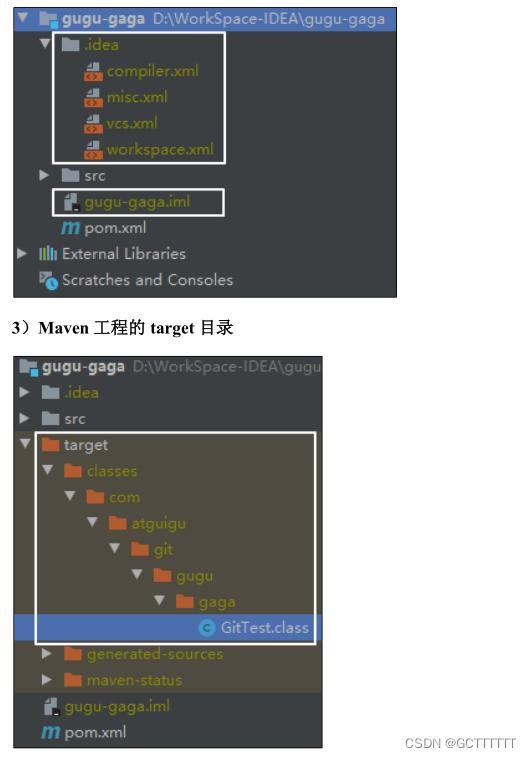 gugu-gaga D:\WorkSpace-IDEA\gugu-gaga
.idea
compiler.xml
misc.xml
vcs.xml
workspace.xml
src
gugu-gaga.iml
pom.xml
External Libraries
Scratches and Consoles
3）Maven 工程的 target 目录
gugu-gaga D:\WorkSpace-IDEA\gugu
.idea
src
target
classes
com
atguigu
git
gugu
gaga
GitTest.class
generated-sources
maven-status
gugu-gaga.iml
pom.xml
CSDN @GCTTTTTT